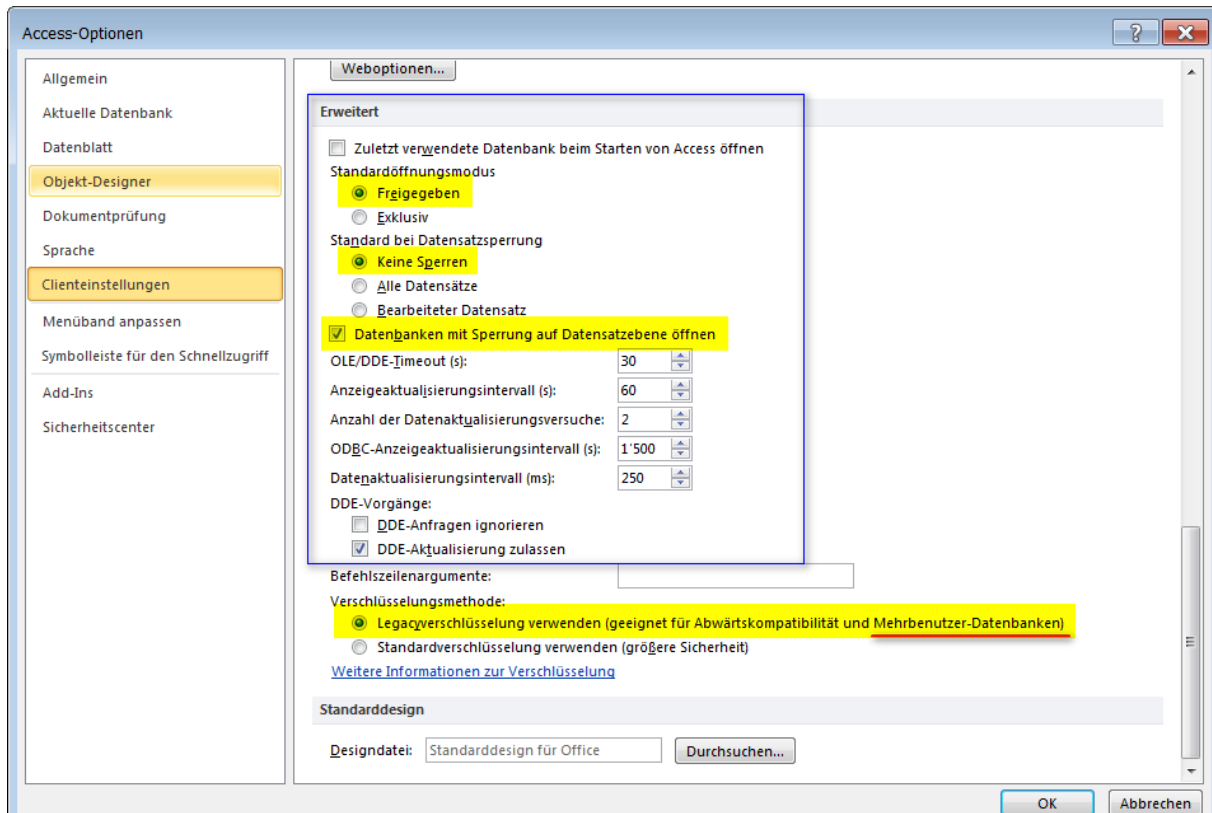 Access-Optionen
Allgemein
Aktuelle Datenbank
Datenblatt
Objekt-Designer
Dokumentprüfung
Sprache
Clienteinstellungen
Menüband anpassen
Symbolleiste für den Schnellzugriff
Add-Ins
Sicherheitscenter
Weboptionen...
Erweitert
Zuletzt verwendete Datenbank beim Starten von Access öffnen
Standardöffnungsmodus
Freigegeben
Exklusiv
Standard bei Datensatzsperrung
Keine Sperren
Alle Datensätze
Bearbeiteter Datensatz
Datenbanken mit Sperrung auf Datensatzebene öffnen
OLE/DDE-Timeout (s): 30
Anzeigeaktualisierungsintervall (s): 60
Anzahl der Datenaktualisierungsversuche: 2
ODBC-Anzeigeaktualisierungsintervall (s): 1'500
Datenaktualisierungsintervall (ms): 250
DDE-Vorgänge:
DDE-Anfragen ignorieren
DDE-Aktualisierung zulassen
Befehlszeilenargumente:
Verschlüsselungsmethode:
Legacyverschlüsselung verwenden (geeignet für Abwärtskompatibilität und Mehrbenutzer-Datenbanken)
Standardverschlüsselung verwenden (größere Sicherheit)
Weitere Informationen zur Verschlüsselung
Standarddesign
Designdatei: Standarddesign für Office Durchsuchen...
OK Abbrechen